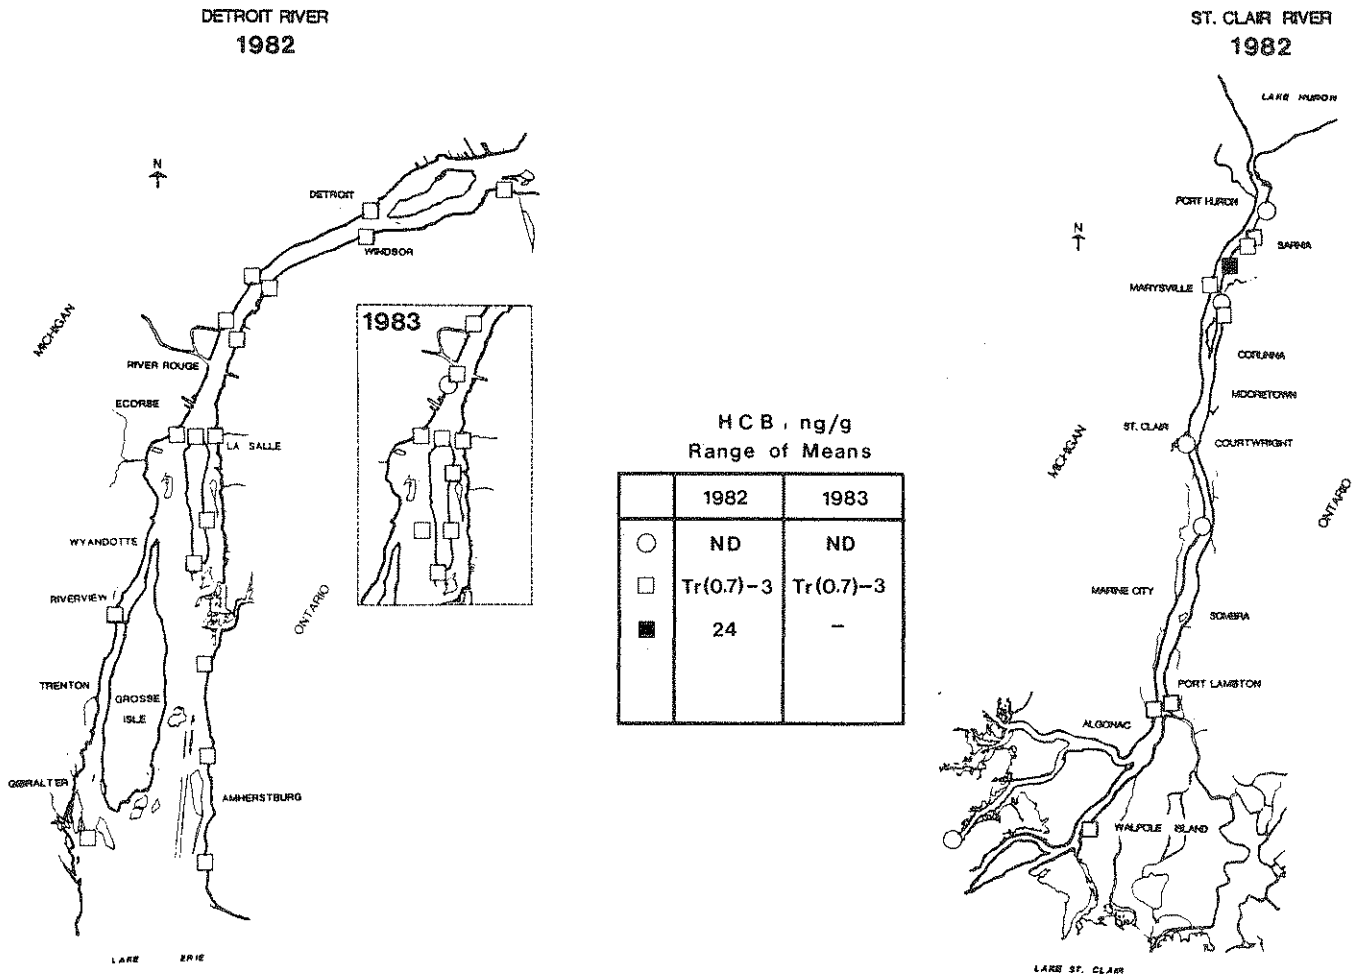 DETROIT RIVER
1982
N
DETROIT
WINDSOR
MICHIGAN
RIVER ROUGE
ECORSE
LA SALLE
WYANDOTTE
RIVERVIEW
ONTARIO
TRENTON
GROSSE
ISLE
GIBRALTER
AMHERSTBURG
LAKE ERIE
1983
HCB, ng/g
Range of Means
1982 1983
ND ND
Tr(0.7)-3 Tr(0.7)-3
24 -
ST. CLAIR RIVER
1982
LAKE HURON
PORT HURON
N
SARNIA
MARYSVILLE
CORUNNA
MOORETOWN
ST. CLAIR
COURTWRIGHT
MICHIGAN
ONTARIO
MARINE CITY
SOMBRA
PORT LAMBTON
ALGONAC
WALPOLE ISLAND
LAKE ST. CLAIR